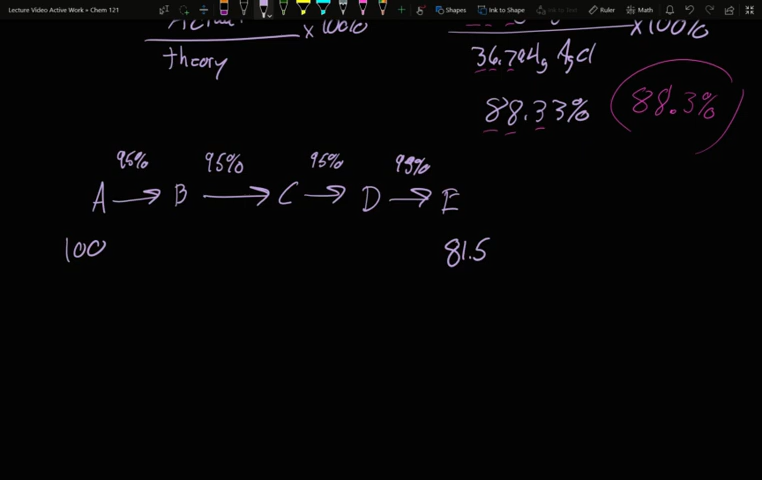 Lecture Video Active Work • Chem 121
Shapes Ink to Shape Ruler Math
x 100% x 100%
theory 36.704g AgCl
88.33% 88.3%
95% 95% 95% 95%
A → B → C → D → E
100 81.5